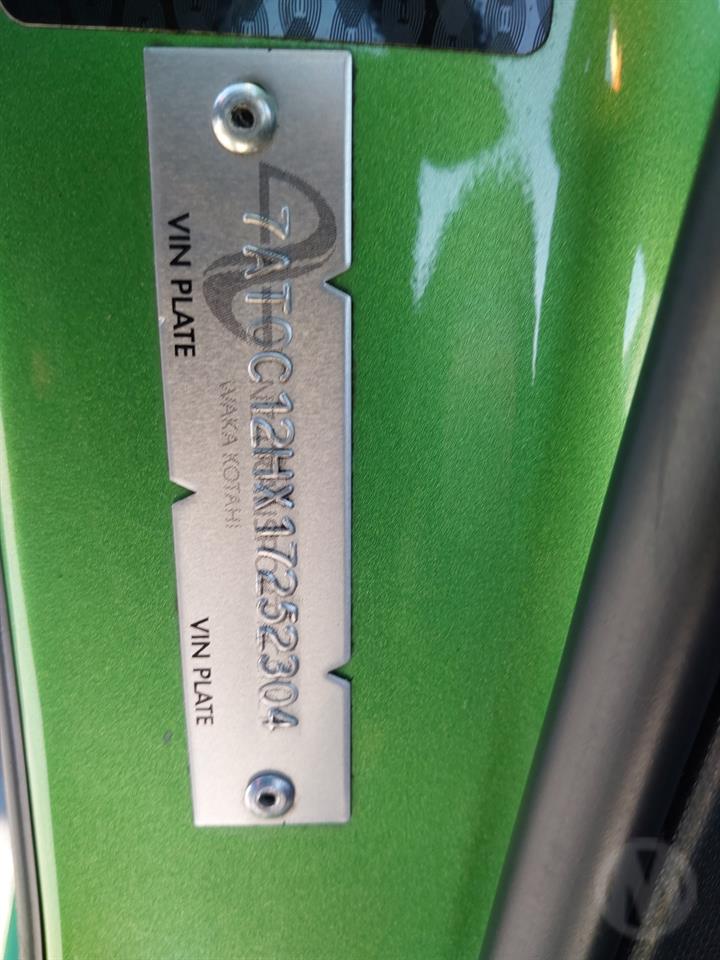 7AT0C12HX17252304
WAKA KOTAHI
VIN PLATE
VIN PLATE